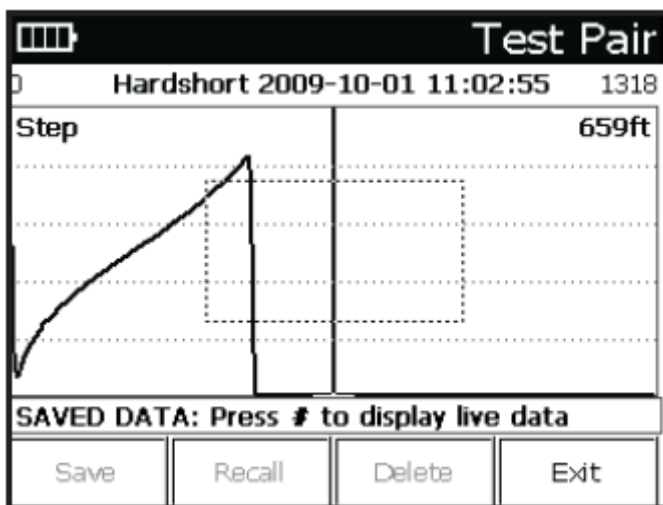 Test Pair
0 Hardshort 2009-10-01 11:02:55 1318
Step 659ft
SAVED DATA: Press # to display live data
Save Recall Delete Exit